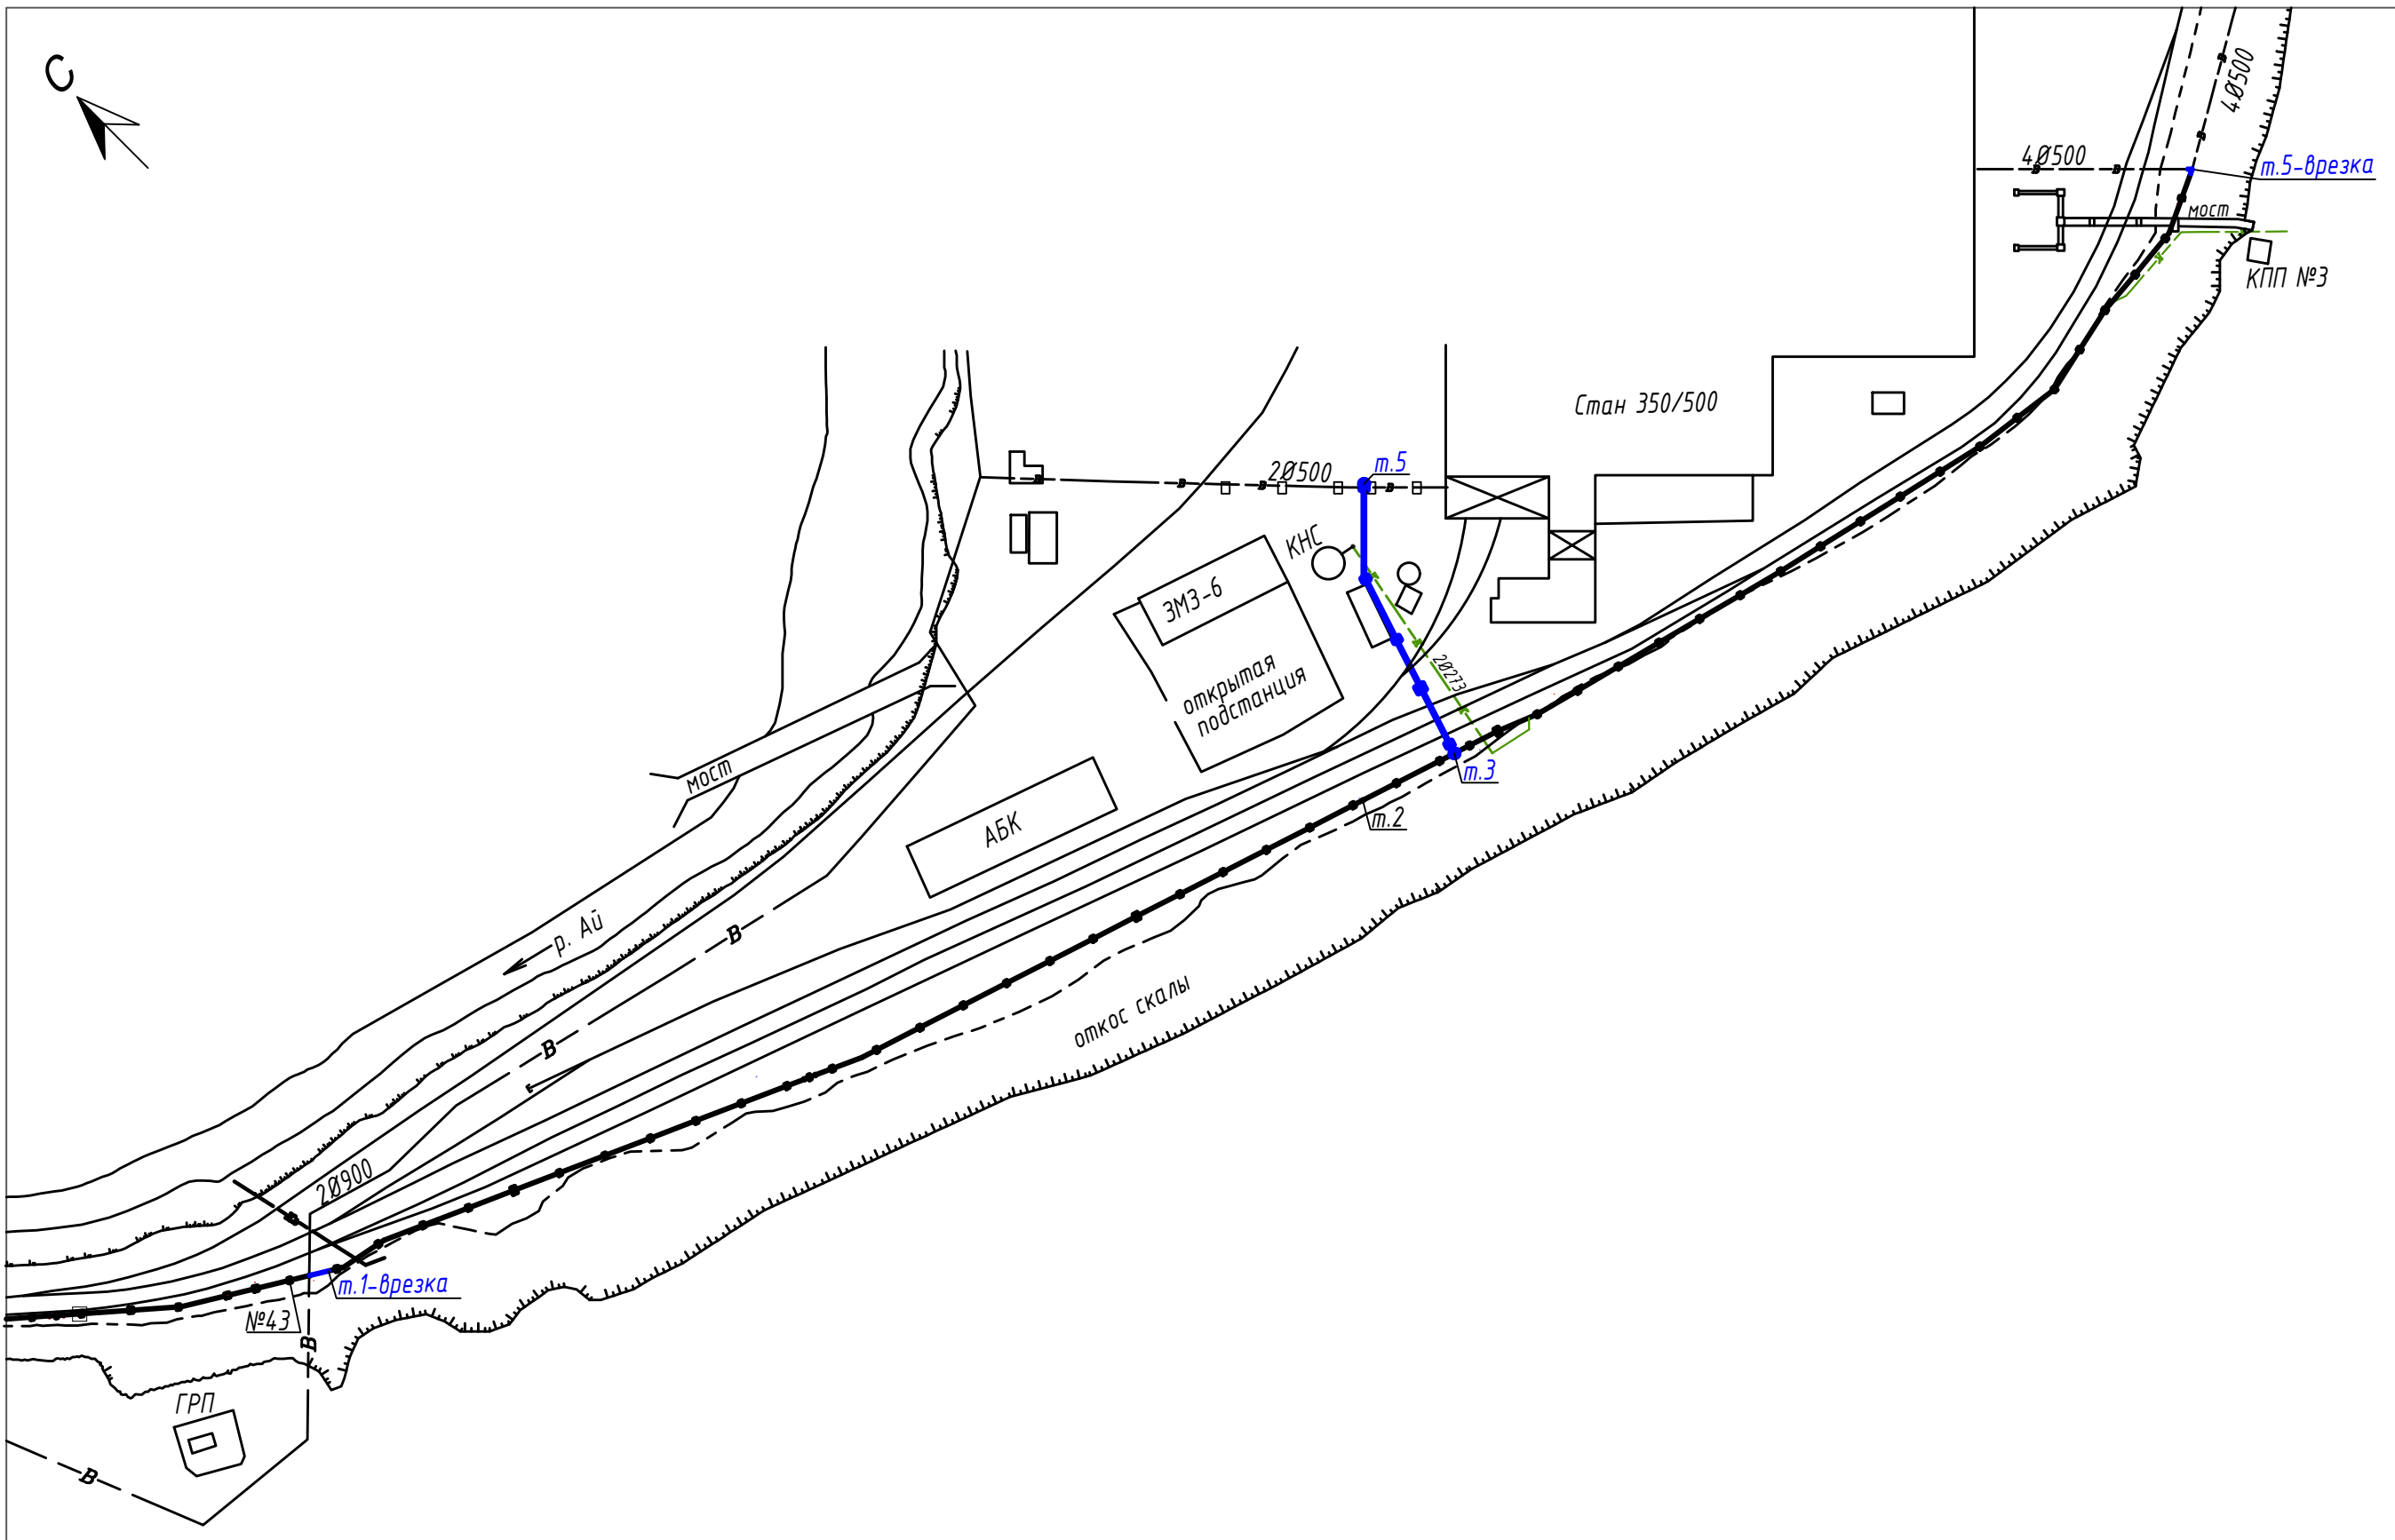 С
4Ø500
4Ø500
т.5-врезка
мост
КПП №3
Стан 350/500
2Ø500
т.5
КНС
ЗМЗ-6
открытая
подстанция
2Ø273
мост
т.3
т.2
АБК
р. Ай
В
В
откос скалы
2Ø900
В
т.1-врезка
№43
В
ГРП
В